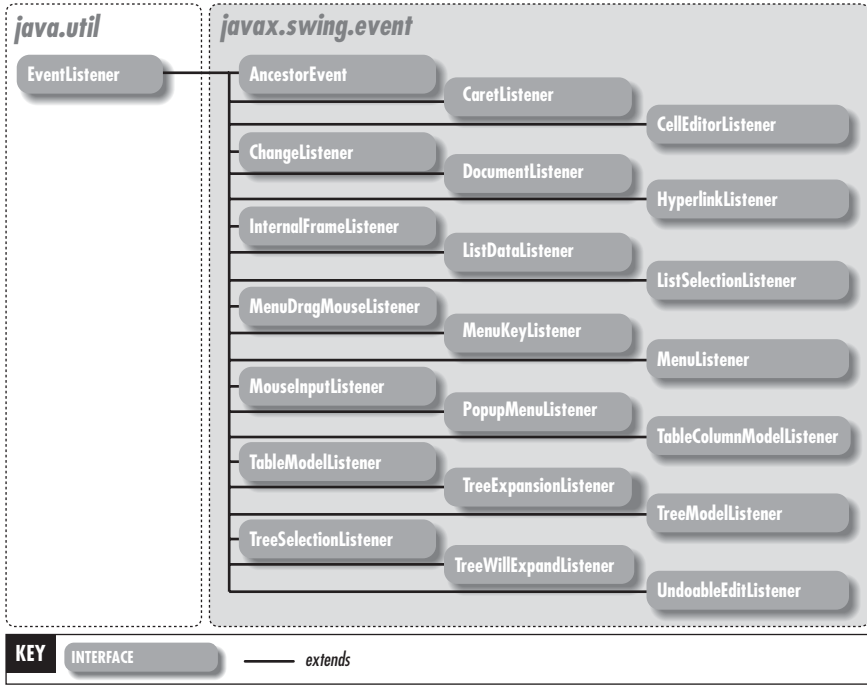 java.util
javax.swing.event
EventListener
AncestorEvent
CaretListener
CellEditorListener
ChangeListener
DocumentListener
HyperlinkListener
InternalFrameListener
ListDataListener
ListSelectionListener
MenuDragMouseListener
MenuKeyListener
MenuListener
MouseInputListener
PopupMenuListener
TableColumnModelListener
TableModelListener
TreeExpansionListener
TreeModelListener
TreeSelectionListener
TreeWillExpandListener
UndoableEditListener
KEY INTERFACE extends